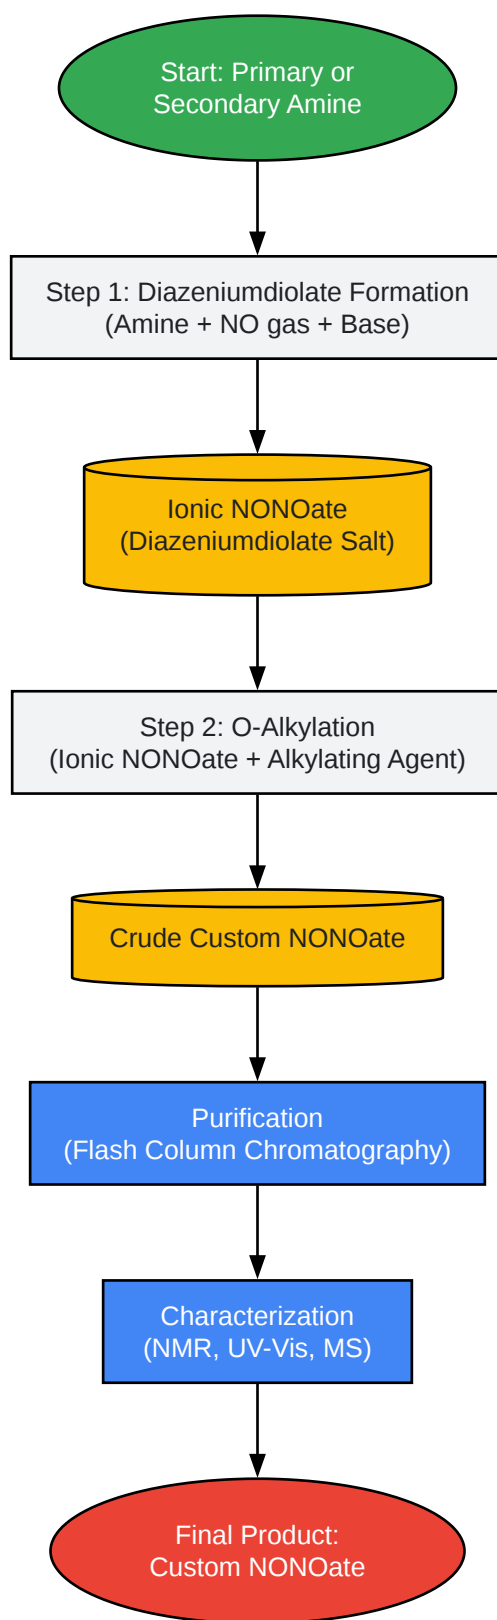 Start: Primary or
Secondary Amine
Step 1: Diazeniumdiolate Formation
(Amine + NO gas + Base)
Ionic NONOate
(Diazeniumdiolate Salt)
Step 2: O-Alkylation
(Ionic NONOate + Alkylating Agent)
Crude Custom NONOate
Purification
(Flash Column Chromatography)
Characterization
(NMR, UV-Vis, MS)
Final Product:
Custom NONOate